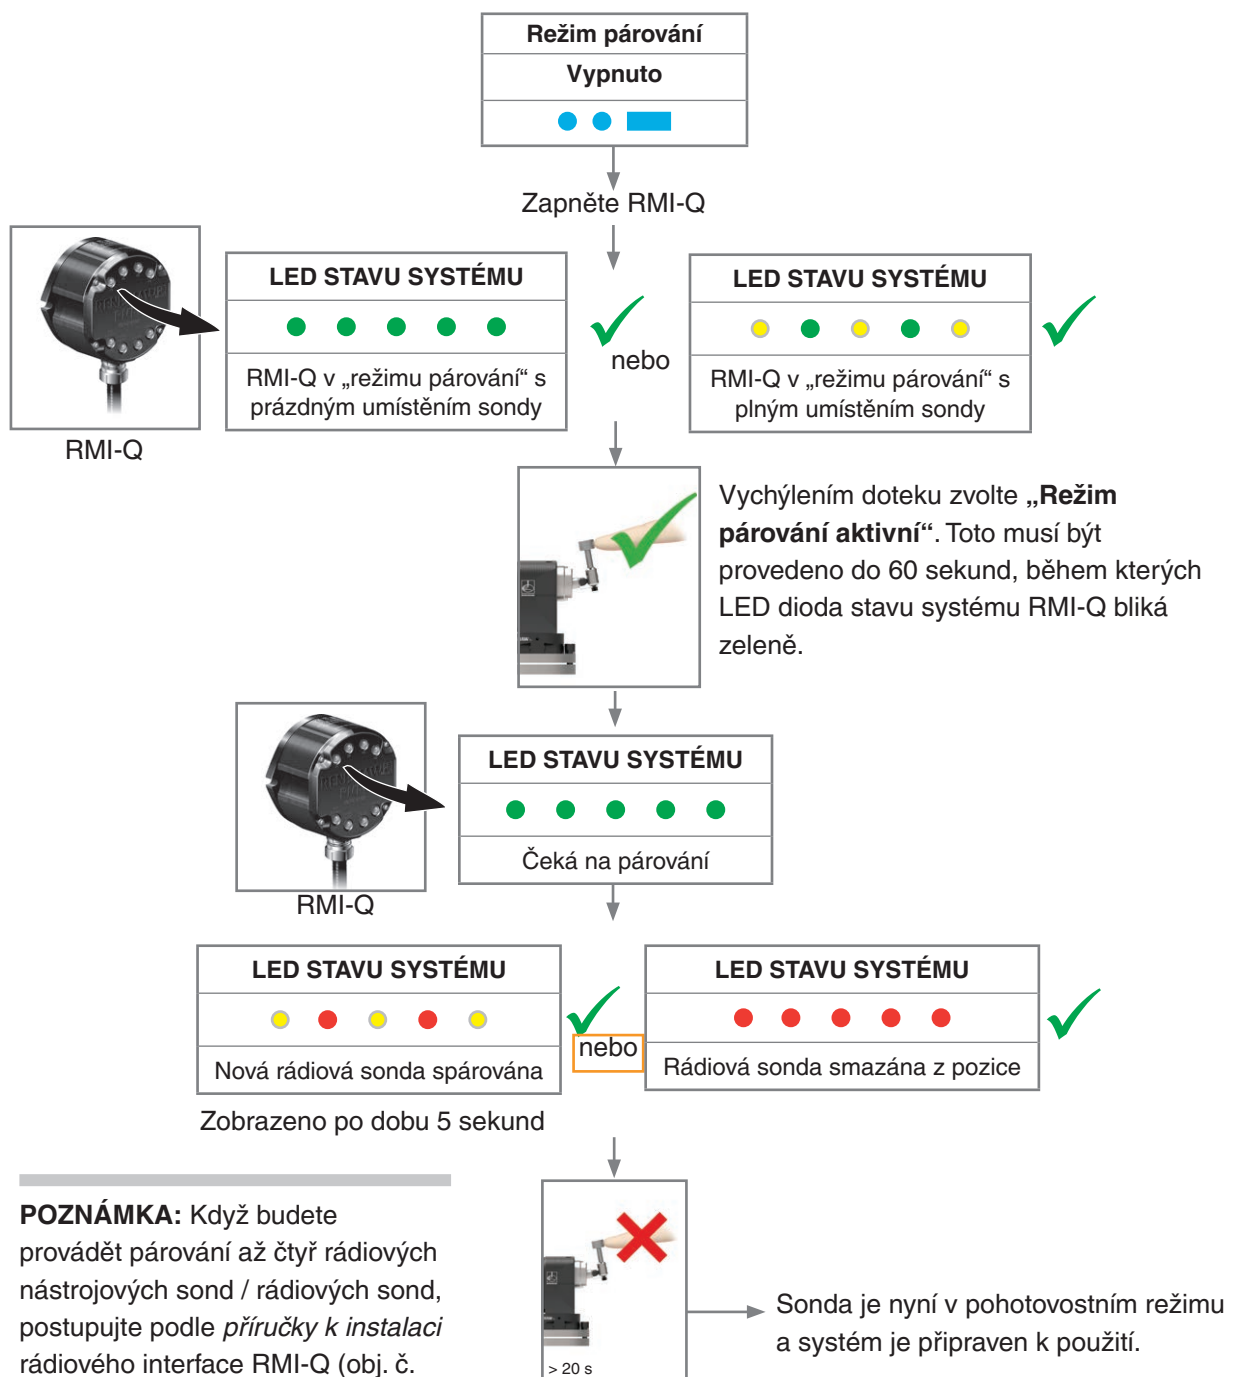 Režim párování
Vypnuto
Zapněte RMI-Q
LED STAVU SYSTÉMU
RMI-Q v „režimu párování“ s
prázdným umístěním sondy
nebo
LED STAVU SYSTÉMU
RMI-Q v „režimu párování“ s
plným umístěním sondy
RMI-Q
Vychýlením doteku zvolte „Režim
párování aktivní“. Toto musí být
provedeno do 60 sekund, během kterých
LED dioda stavu systému RMI-Q bliká
zeleně.
LED STAVU SYSTÉMU
Čeká na párování
RMI-Q
LED STAVU SYSTÉMU
Nová rádiová sonda spárována
nebo
LED STAVU SYSTÉMU
Rádiová sonda smazána z pozice
Zobrazeno po dobu 5 sekund
POZNÁMKA: Když budete
provádět párování až čtyř rádiových
nástrojových sond / rádiových sond,
postupujte podle příručky k instalaci
rádiového interface RMI-Q (obj. č.
> 20 s
Sonda je nyní v pohotovostním režimu
a systém je připraven k použití.